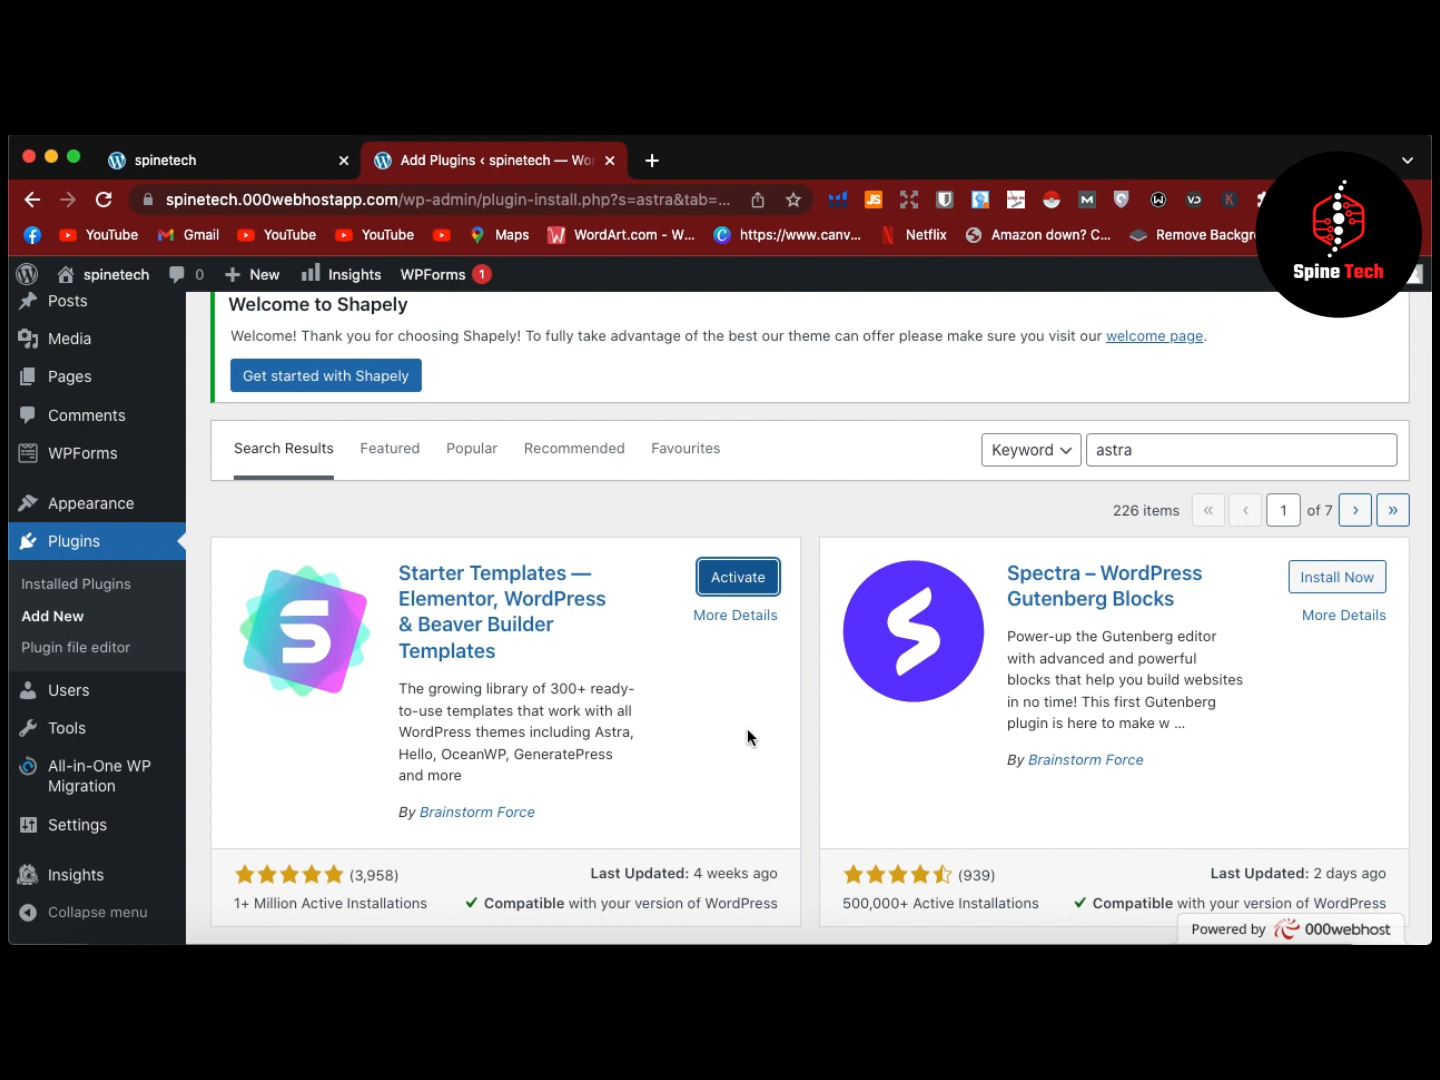 spinetech
Add Plugins ‹ spinetech — Wo
spinetech.000webhostapp.com/wp-admin/plugin-install.php?s=astra&tab=...
YouTube
Gmail
YouTube
YouTube
Maps
WordArt.com - W...
https://www.canv...
Netflix
Amazon down? C...
Remove Backgr
Spine Tech
spinetech
0
New
Insights
WPForms 1
Posts
Media
Pages
Comments
WPForms
Appearance
Plugins
Installed Plugins
Add New
Plugin file editor
Users
Tools
All-in-One WP
Migration
Settings
Insights
Collapse menu
Welcome to Shapely
Welcome! Thank you for choosing Shapely! To fully take advantage of the best our theme can offer please make sure you visit our welcome page.
Get started with Shapely
Search Results
Featured
Popular
Recommended
Favourites
Keyword
astra
226 items
«
‹
1
of 7
›
»
Starter Templates —
Elementor, WordPress
& Beaver Builder
Templates
Activate
More Details
The growing library of 300+ ready-
to-use templates that work with all
WordPress themes including Astra,
Hello, OceanWP, GeneratePress
and more
By Brainstorm Force
(3,958)
Last Updated: 4 weeks ago
1+ Million Active Installations
Compatible with your version of WordPress
Spectra – WordPress
Gutenberg Blocks
Install Now
More Details
Power-up the Gutenberg editor
with advanced and powerful
blocks that help you build websites
in no time! This first Gutenberg
plugin is here to make w ...
By Brainstorm Force
(939)
Last Updated: 2 days ago
500,000+ Active Installations
Compatible with your version of WordPress
Powered by 000webhost